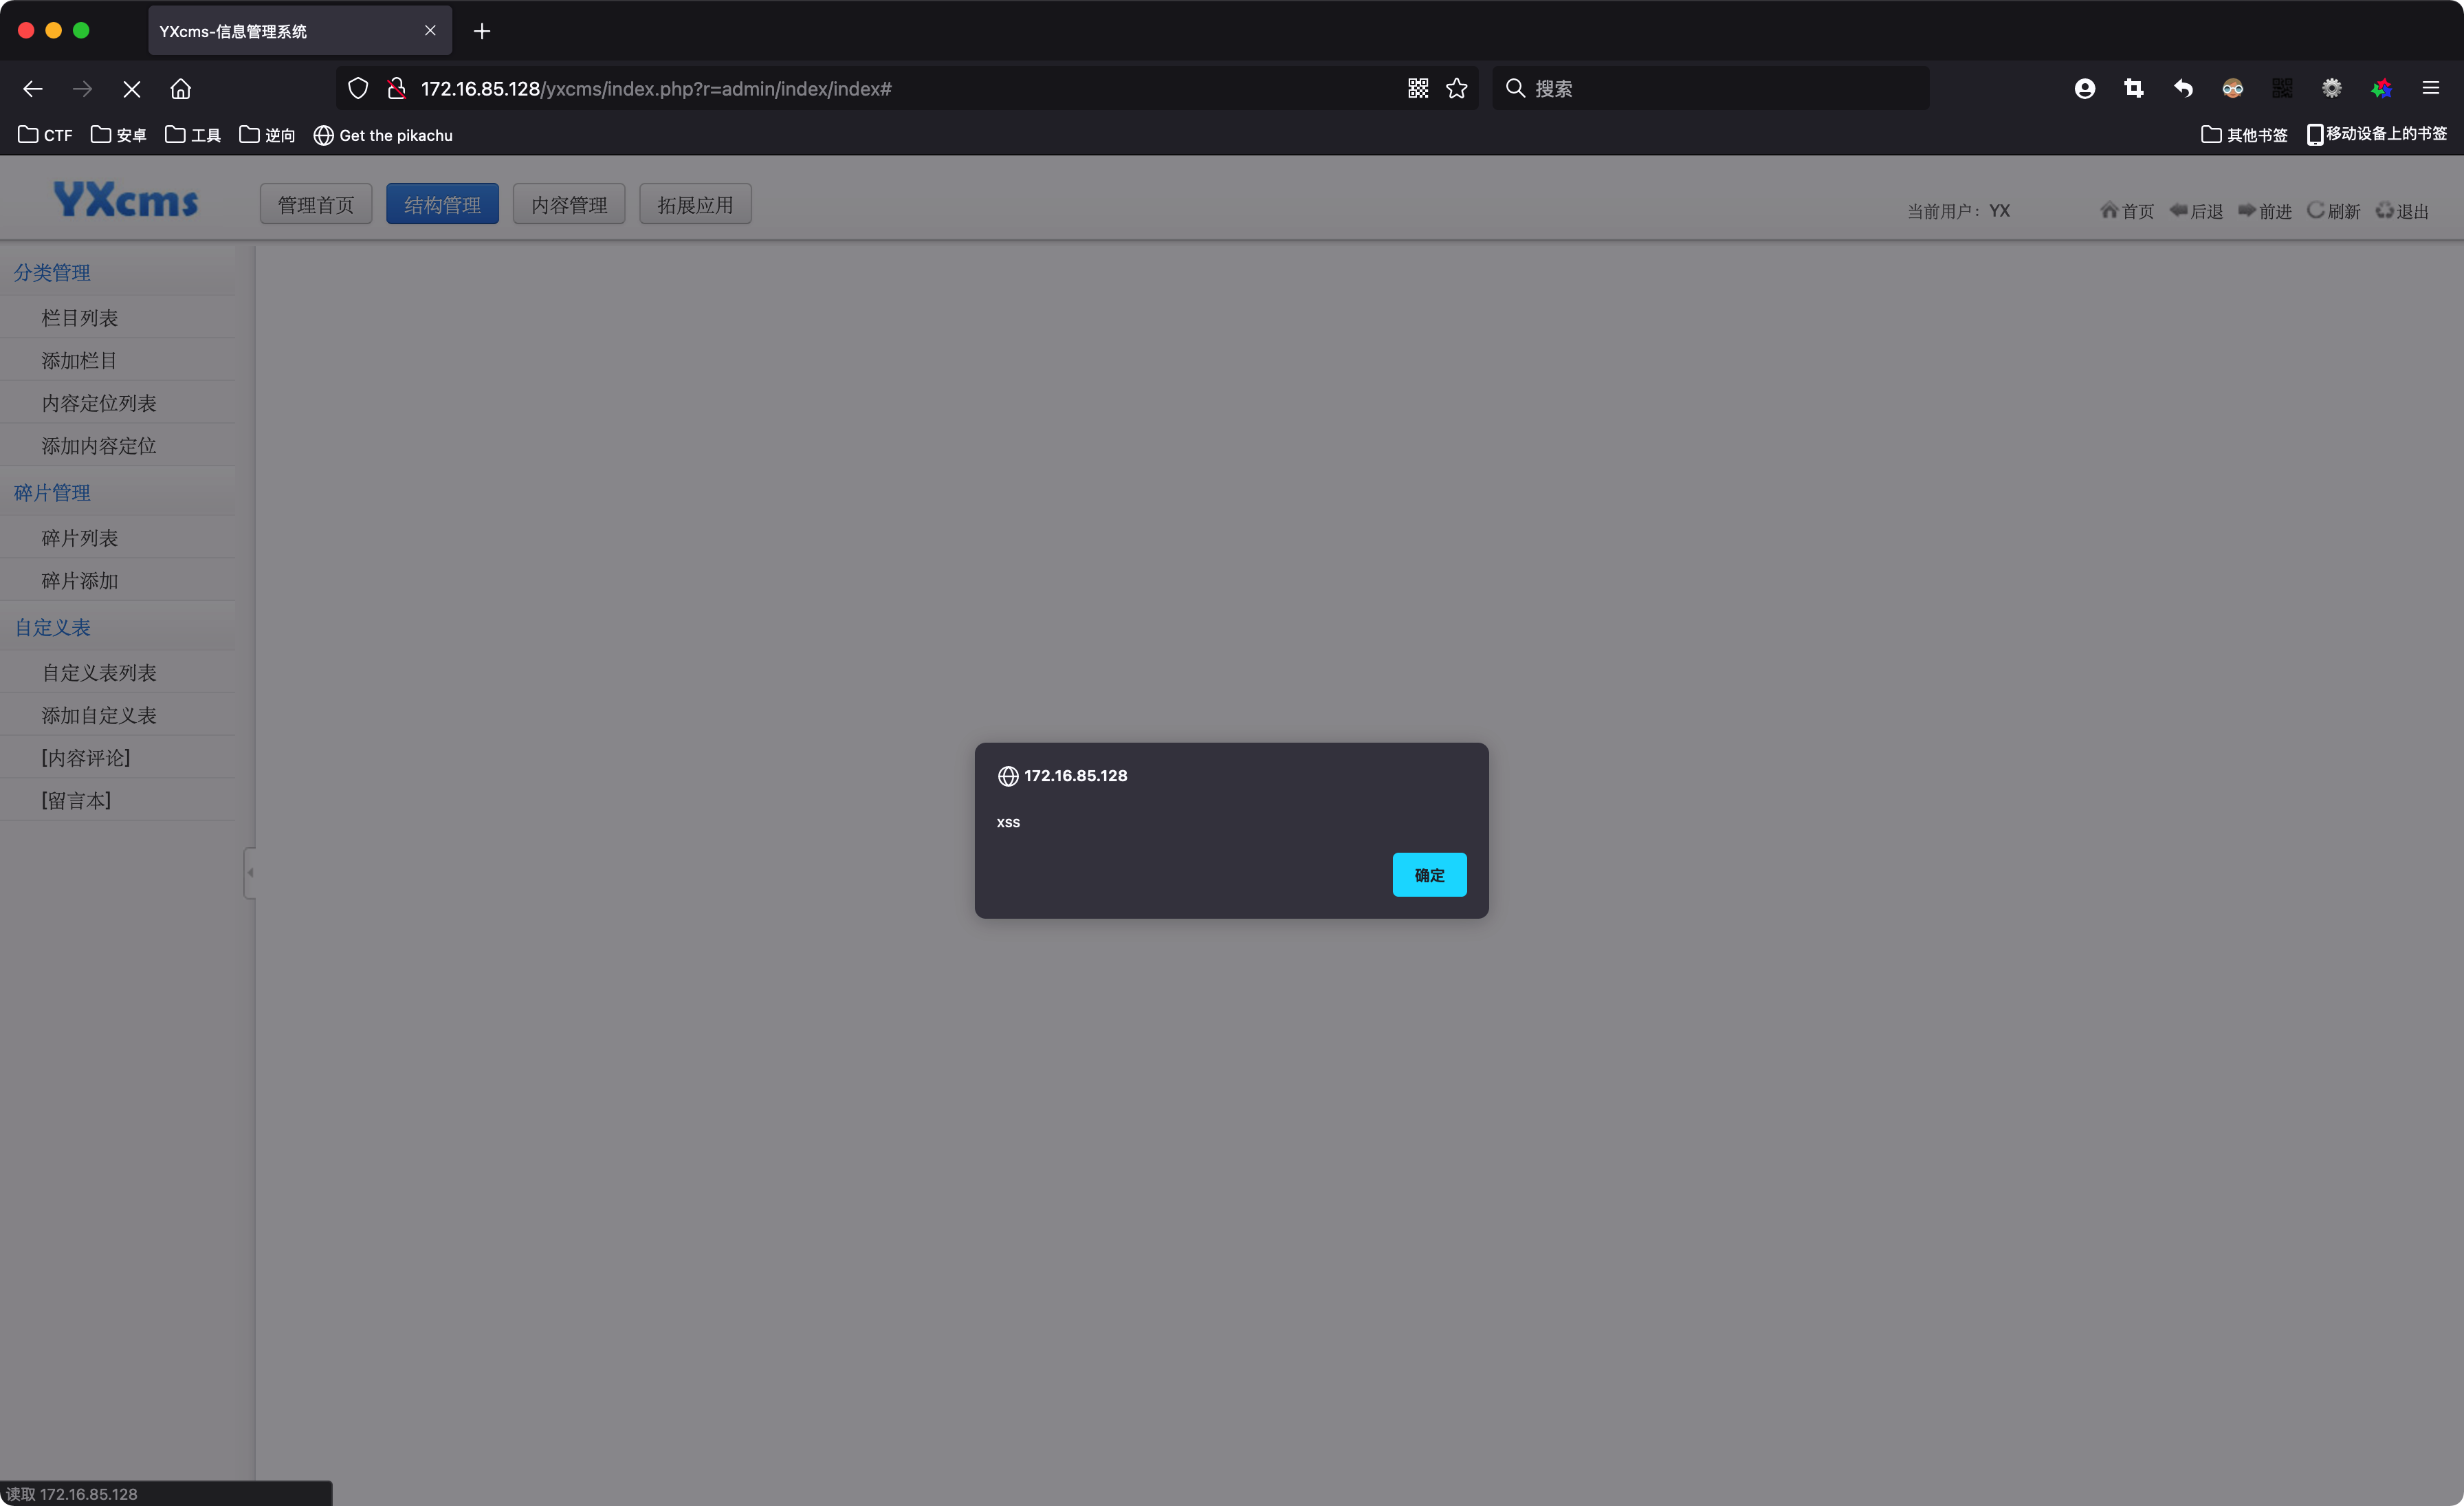 YXcms-信息管理系统
172.16.85.128/yxcms/index.php?r=admin/index/index#
搜索
CTF
安卓
工具
逆向
Get the pikachu
其他书签
移动设备上的书签
YXcms
管理首页
结构管理
内容管理
拓展应用
当前用户：YX
首页
后退
前进
刷新
退出
分类管理
栏目列表
添加栏目
内容定位列表
添加内容定位
碎片管理
碎片列表
碎片添加
自定义表
自定义表列表
添加自定义表
[内容评论]
[留言本]
172.16.85.128
xss
确定
读取 172.16.85.128